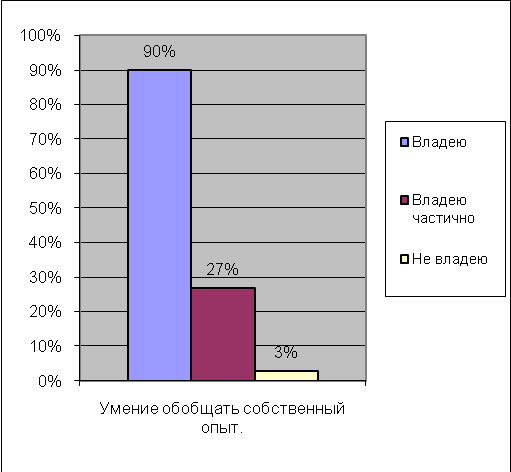 100%
90%
80%
70%
60%
50%
40%
30%
20%
10%
0%
90%
27%
3%
Умение обобщать собственный
опыт.
Владею
Владею
частично
Не владею